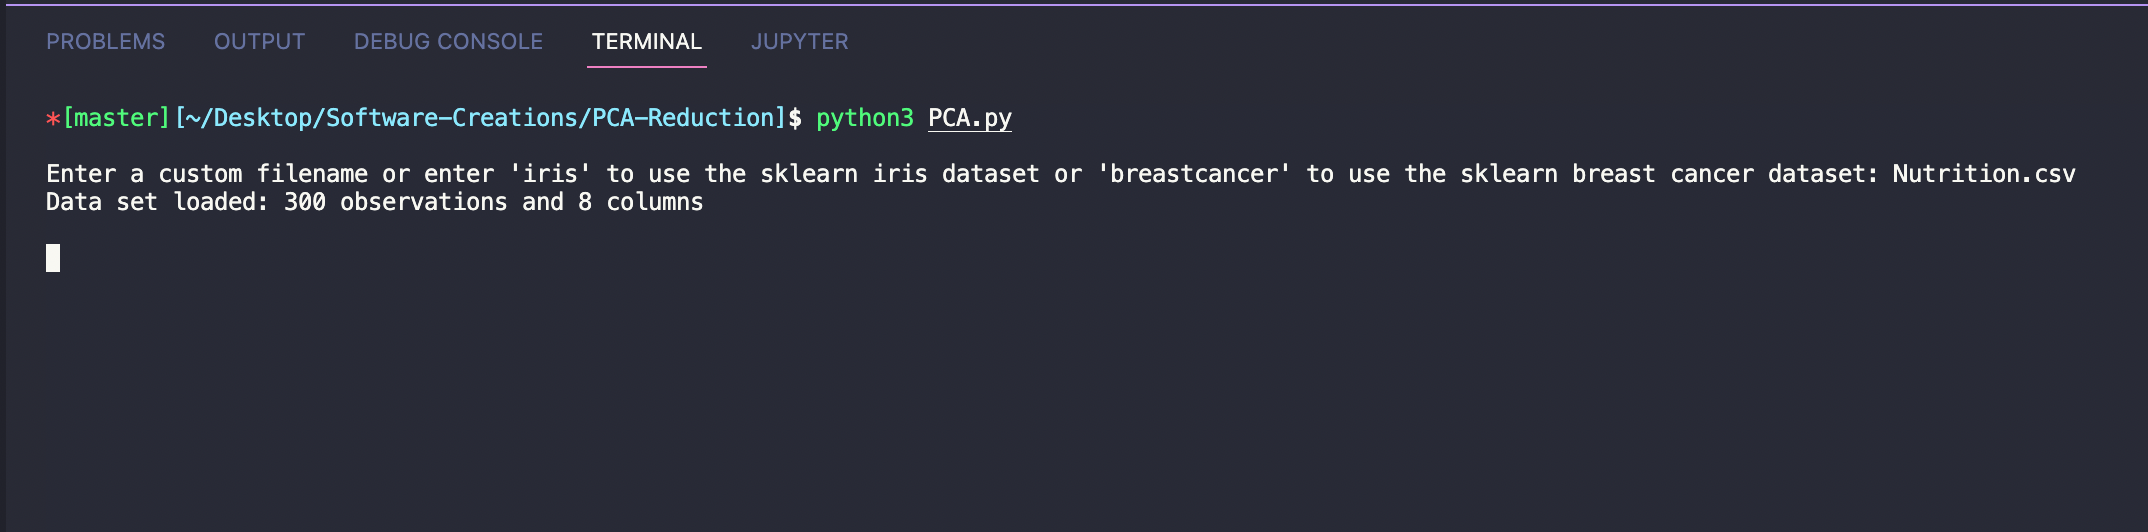 PROBLEMS OUTPUT DEBUG CONSOLE TERMINAL JUPYTER
*[master][~/Desktop/Software-Creations/PCA-Reduction]$ python3 PCA.py
Enter a custom filename or enter 'iris' to use the sklearn iris dataset or 'breastcancer' to use the sklearn breast cancer dataset: Nutrition.csv
Data set loaded: 300 observations and 8 columns